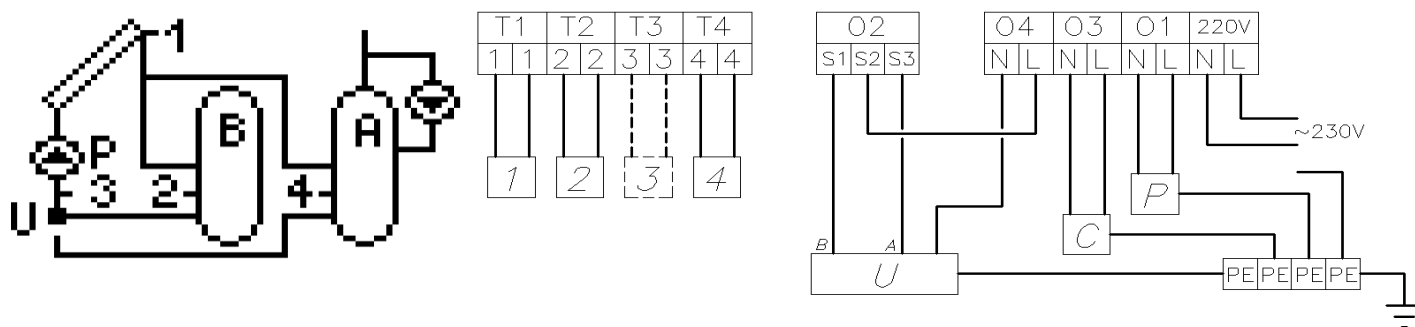 1
B
A
P
3
2
4
U
T1 T2 T3 T4
1 1 2 2 3 3 4 4
1 2 3 4
O2 O4 O3 O1 220V
S1 S2 S3 N L N L N L N L
~230V
P
C
B A
U
PE PE PE PE